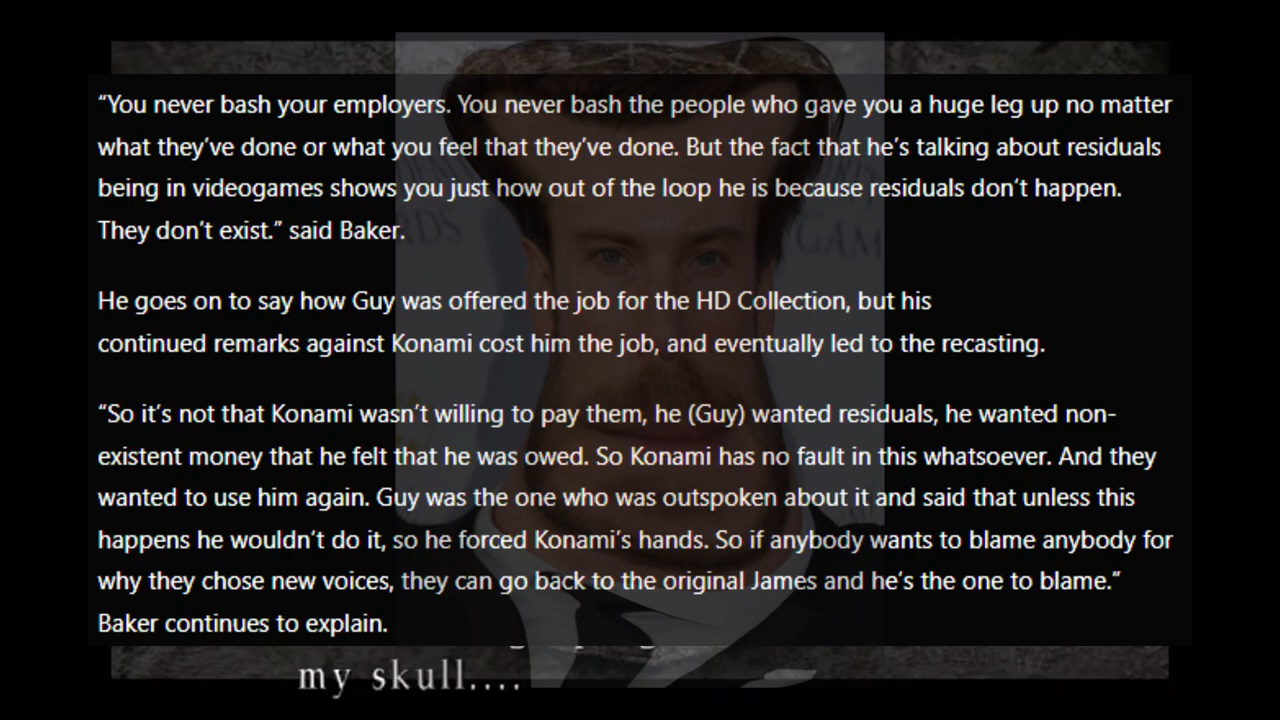 “You never bash your employers. You never bash the people who gave you a huge leg up no matter
what they’ve done or what you feel that they’ve done. But the fact that he’s talking about residuals
being in videogames shows you just how out of the loop he is because residuals don’t happen.
They don’t exist.” said Baker.
He goes on to say how Guy was offered the job for the HD Collection, but his
continued remarks against Konami cost him the job, and eventually led to the recasting.
“So it’s not that Konami wasn’t willing to pay them, he (Guy) wanted residuals, he wanted non-
existent money that he felt that he was owed. So Konami has no fault in this whatsoever. And they
wanted to use him again. Guy was the one who was outspoken about it and said that unless this
happens he wouldn’t do it, so he forced Konami’s hands. So if anybody wants to blame anybody for
why they chose new voices, they can go back to the original James and he’s the one to blame.”
Baker continues to explain.
my skull....